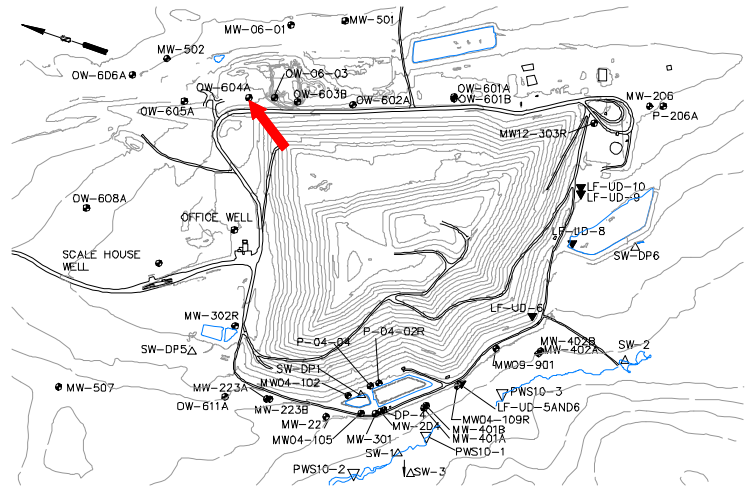 MW-06-01
MW-501
MW-502
OW-6D6A
OW-604A
OW-06-03
OW-603B
OW-602A
OW-601A
OW-601B
OW-605A
MW-206
P-206A
MW12-303R
LF-UD-10
LF-UD-9
OW-608A
OFFICE WELL
LF-UD-8
SW-DP6
SCALE HOUSE
WELL
LF-UD-6
MW-302R
P-04-04
P-04-02R
SW-DP5
SW-DP1
MW-4D2B
MW-402A
SW-2
MW09-901
MW-507
MW-223A
MW04-102
PWS10-3
OW-611A
MW-223B
LF-UD-5AND6
MW04-109R
MW-227
DP-4
MW-2D4
MW-401B
MW-401A
MW04-105
MW-301
SW-1
PWS10-1
PWS10-2
SW-3